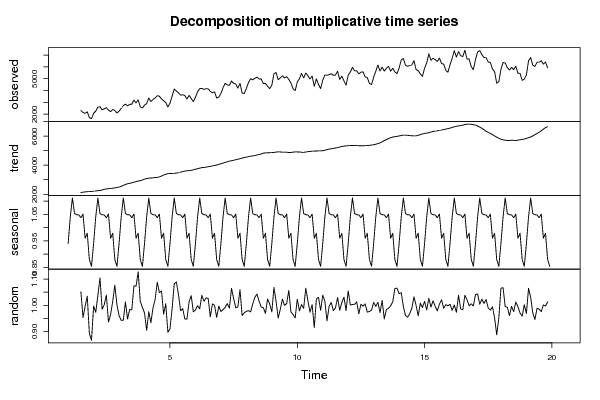 Decomposition of multiplicative time series
observed
2000
5000
trend
2000
4000
6000
seasonal
0.85
0.95
1.05
random
0.90
1.00
1.10
5
10
15
20
Time